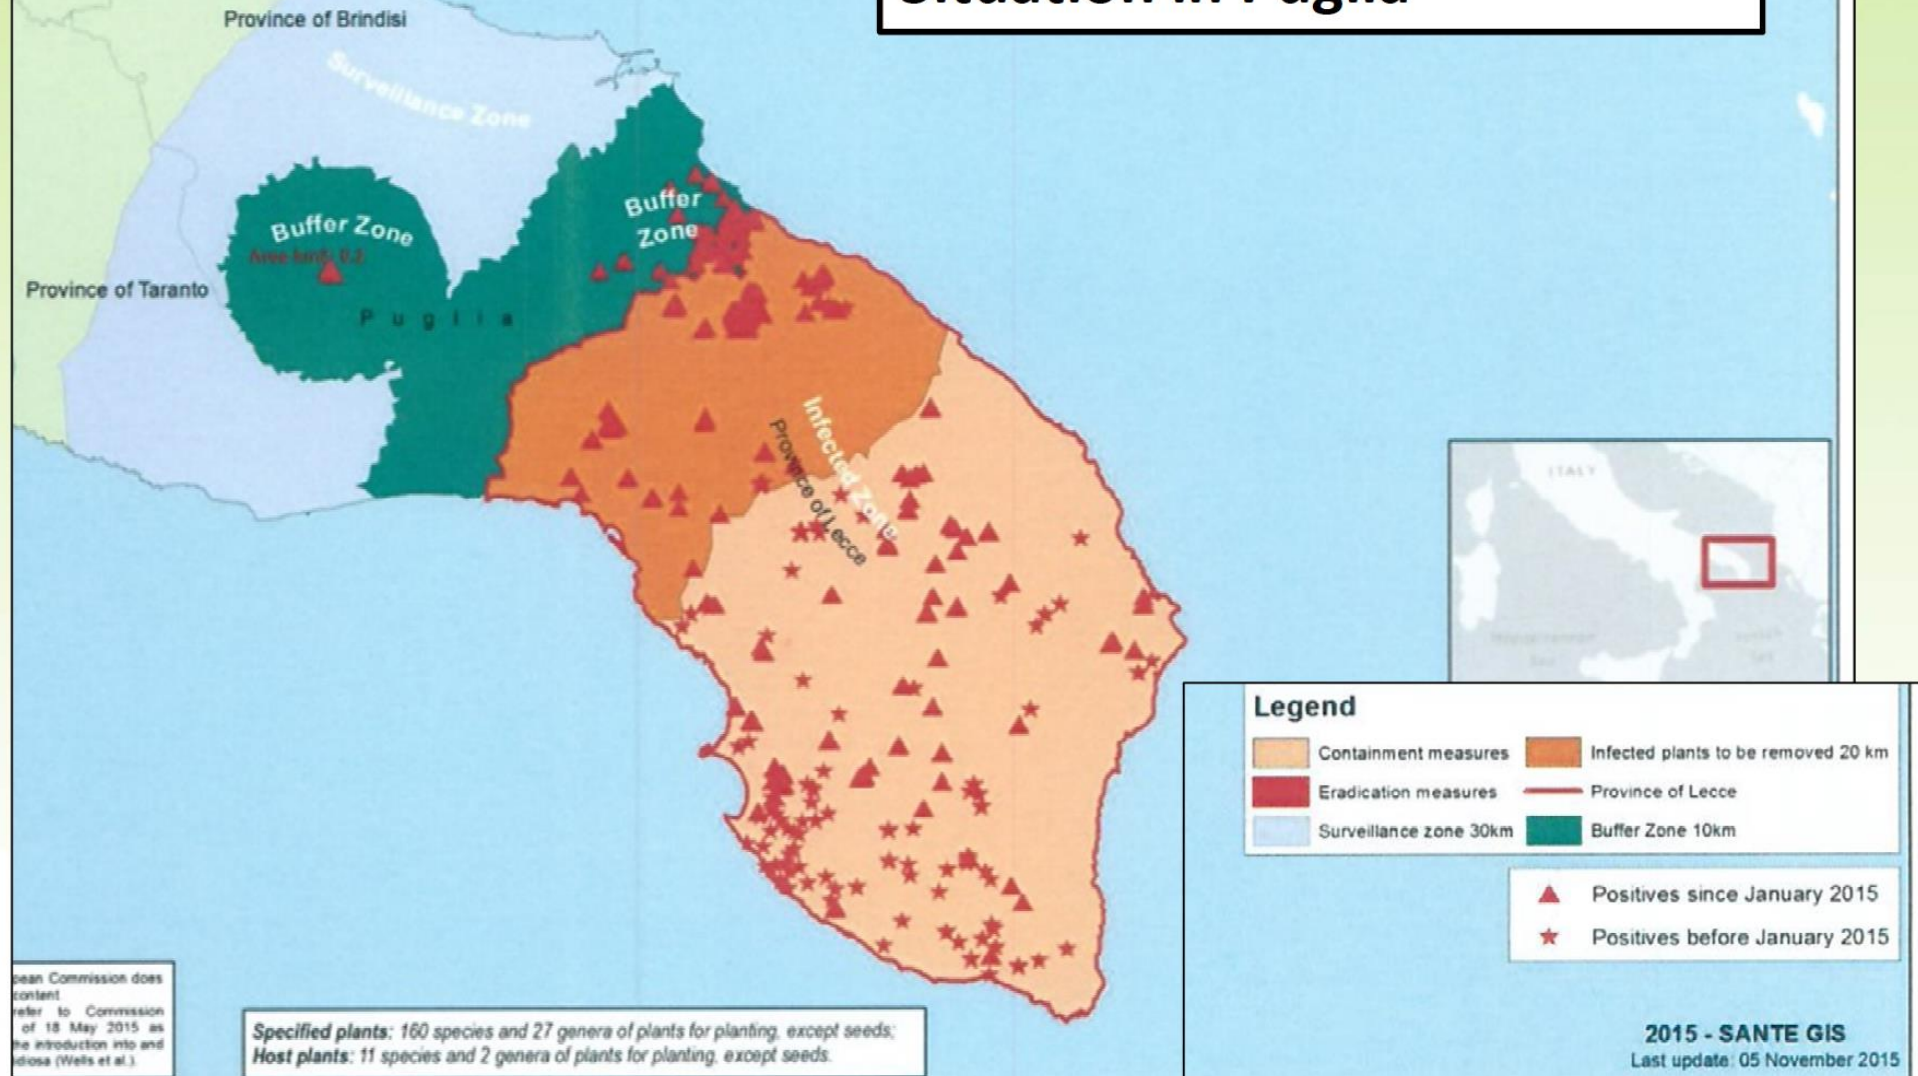 Situation in Puglia
Province of Brindisi
Surveillance Zone
Buffer Zone
Buffer
Zone
Province of Taranto
Puglia
Infected Zone
Province of Lecce
ITALY
Legend
Containment measures
Infected plants to be removed 20 km
Eradication measures
Province of Lecce
Surveillance zone 30km
Buffer Zone 10km
Positives since January 2015
Positives before January 2015
pean Commission does
content
refer to Commission
of 18 May 2015 as
the introduction into and
idiosa (Wells et al.)
Specified plants: 160 species and 27 genera of plants for planting, except seeds;
Host plants: 11 species and 2 genera of plants for planting, except seeds.
2015 - SANTE GIS
Last update: 05 November 2015